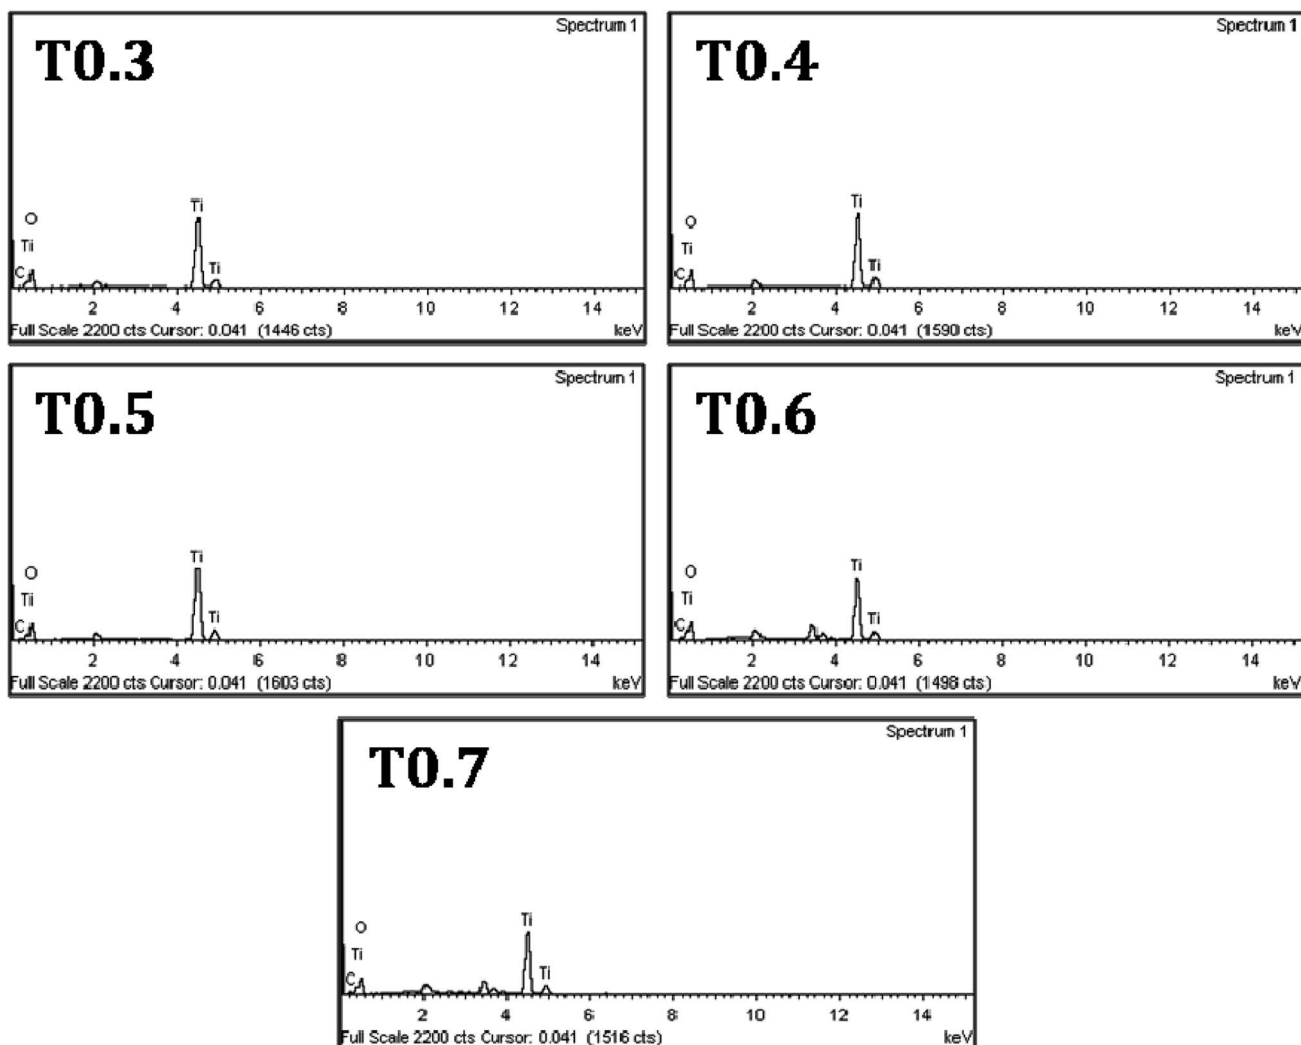 Spectrum 1
T0.3
Ti
O
Ti
Ti
C
2 4 6 8 10 12 14
Full Scale 2200 cts Cursor: 0.041 (1446 cts) keV
Spectrum 1
T0.4
Ti
O
Ti
Ti
C
2 4 6 8 10 12 14
Full Scale 2200 cts Cursor: 0.041 (1590 cts) keV
Spectrum 1
T0.5
Ti
O
Ti
Ti
C
2 4 6 8 10 12 14
Full Scale 2200 cts Cursor: 0.041 (1603 cts) keV
Spectrum 1
T0.6
Ti
O
Ti
Ti
C
2 4 6 8 10 12 14
Full Scale 2200 cts Cursor: 0.041 (1498 cts) keV
Spectrum 1
T0.7
Ti
O
Ti
Ti
C
2 4 6 8 10 12 14
Full Scale 2200 cts Cursor: 0.041 (1516 cts) keV